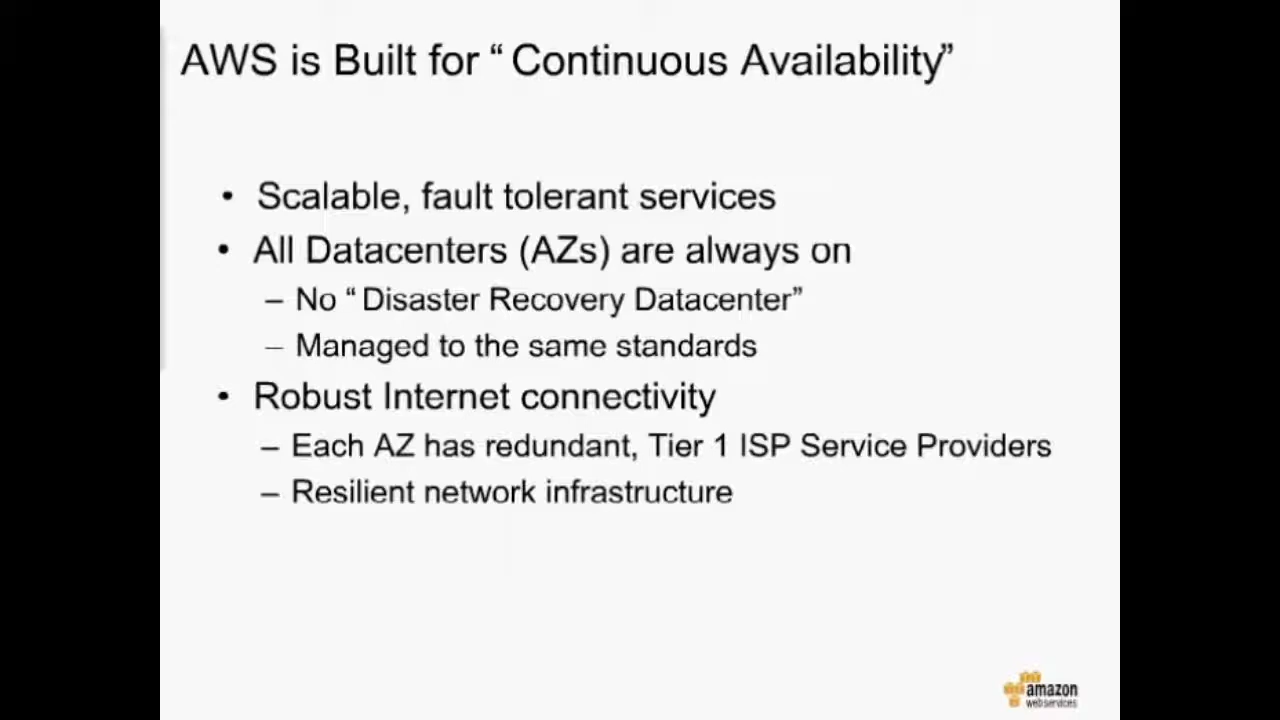 AWS is Built for “ Continuous Availability”
• Scalable, fault tolerant services
• All Datacenters (AZs) are always on
– No “ Disaster Recovery Datacenter”
– Managed to the same standards
• Robust Internet connectivity
– Each AZ has redundant, Tier 1 ISP Service Providers
– Resilient network infrastructure
amazon
webservices